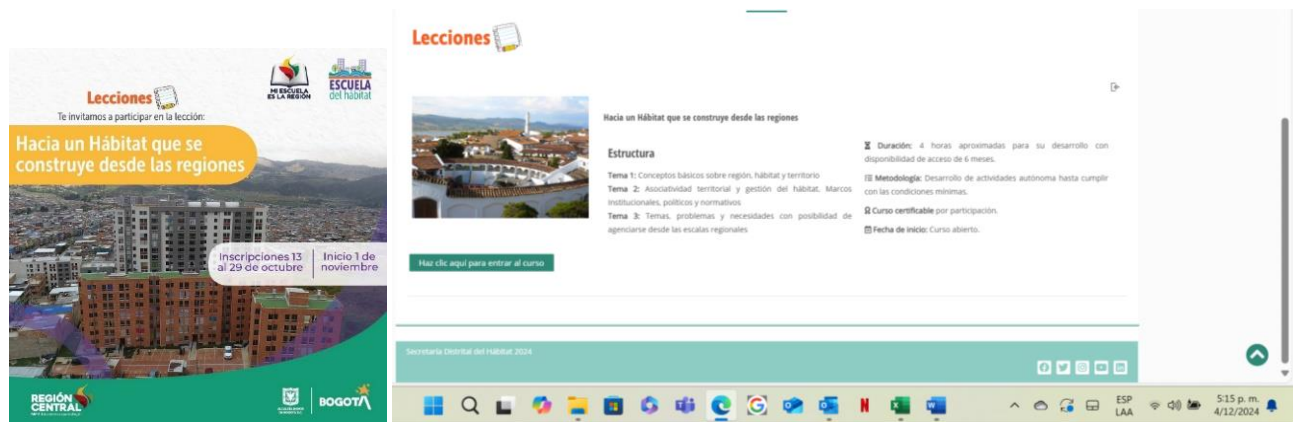 MI ESCUELA
ES LA REGIÓN
ESCUELA
del hábitat
Lecciones
Te invitamos a participar en la lección:
Hacia un Hábitat que se
construye desde las regiones
Inscripciones 13
al 29 de octubre
Inicio 1 de
noviembre
REGIÓN
CENTRAL
BOGOTÁ
Lecciones
Hacia un Hábitat que se construye desde las regiones
Estructura
Tema 1: Conceptos básicos sobre región, hábitat y territorio
Tema 2: Asociatividad territorial y gestión del hábitat. Marcos
Institucionales, políticos y normativos
Tema 3: Temas, problemas y necesidades con posibilidad de
agenciarse desde las escalas regionales
Duración: 4 horas aproximadas para su desarrollo con
disponibilidad de acceso de 6 meses.
Metodología: Desarrollo de actividades autónoma hasta cumplir
con las condiciones mínimas.
Curso certificable por participación.
Fecha de inicio: Curso abierto.
Haz clic aquí para entrar al curso
Secretaría Distrital del Hábitat 2024
ESP
LAA
5:15 p. m.
4/12/2024